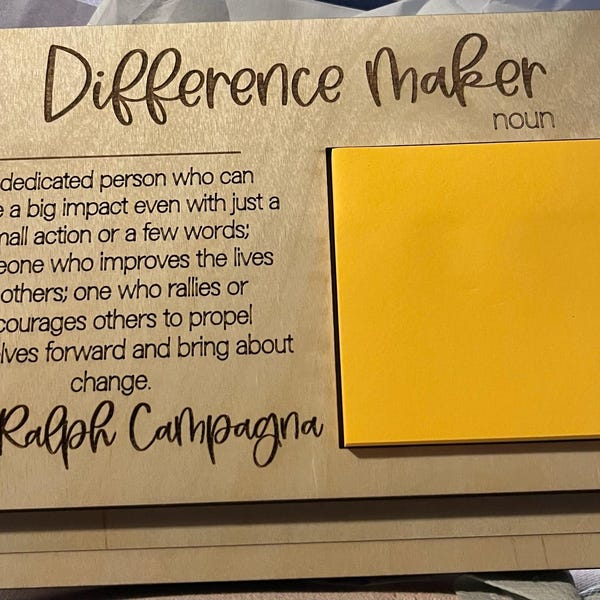 Difference Maker
noun
dedicated person who can
e a big impact even with just a
mall action or a few words;
eone who improves the lives
others; one who rallies or
courages others to propel
lves forward and bring about
change.
Ralph Campagna